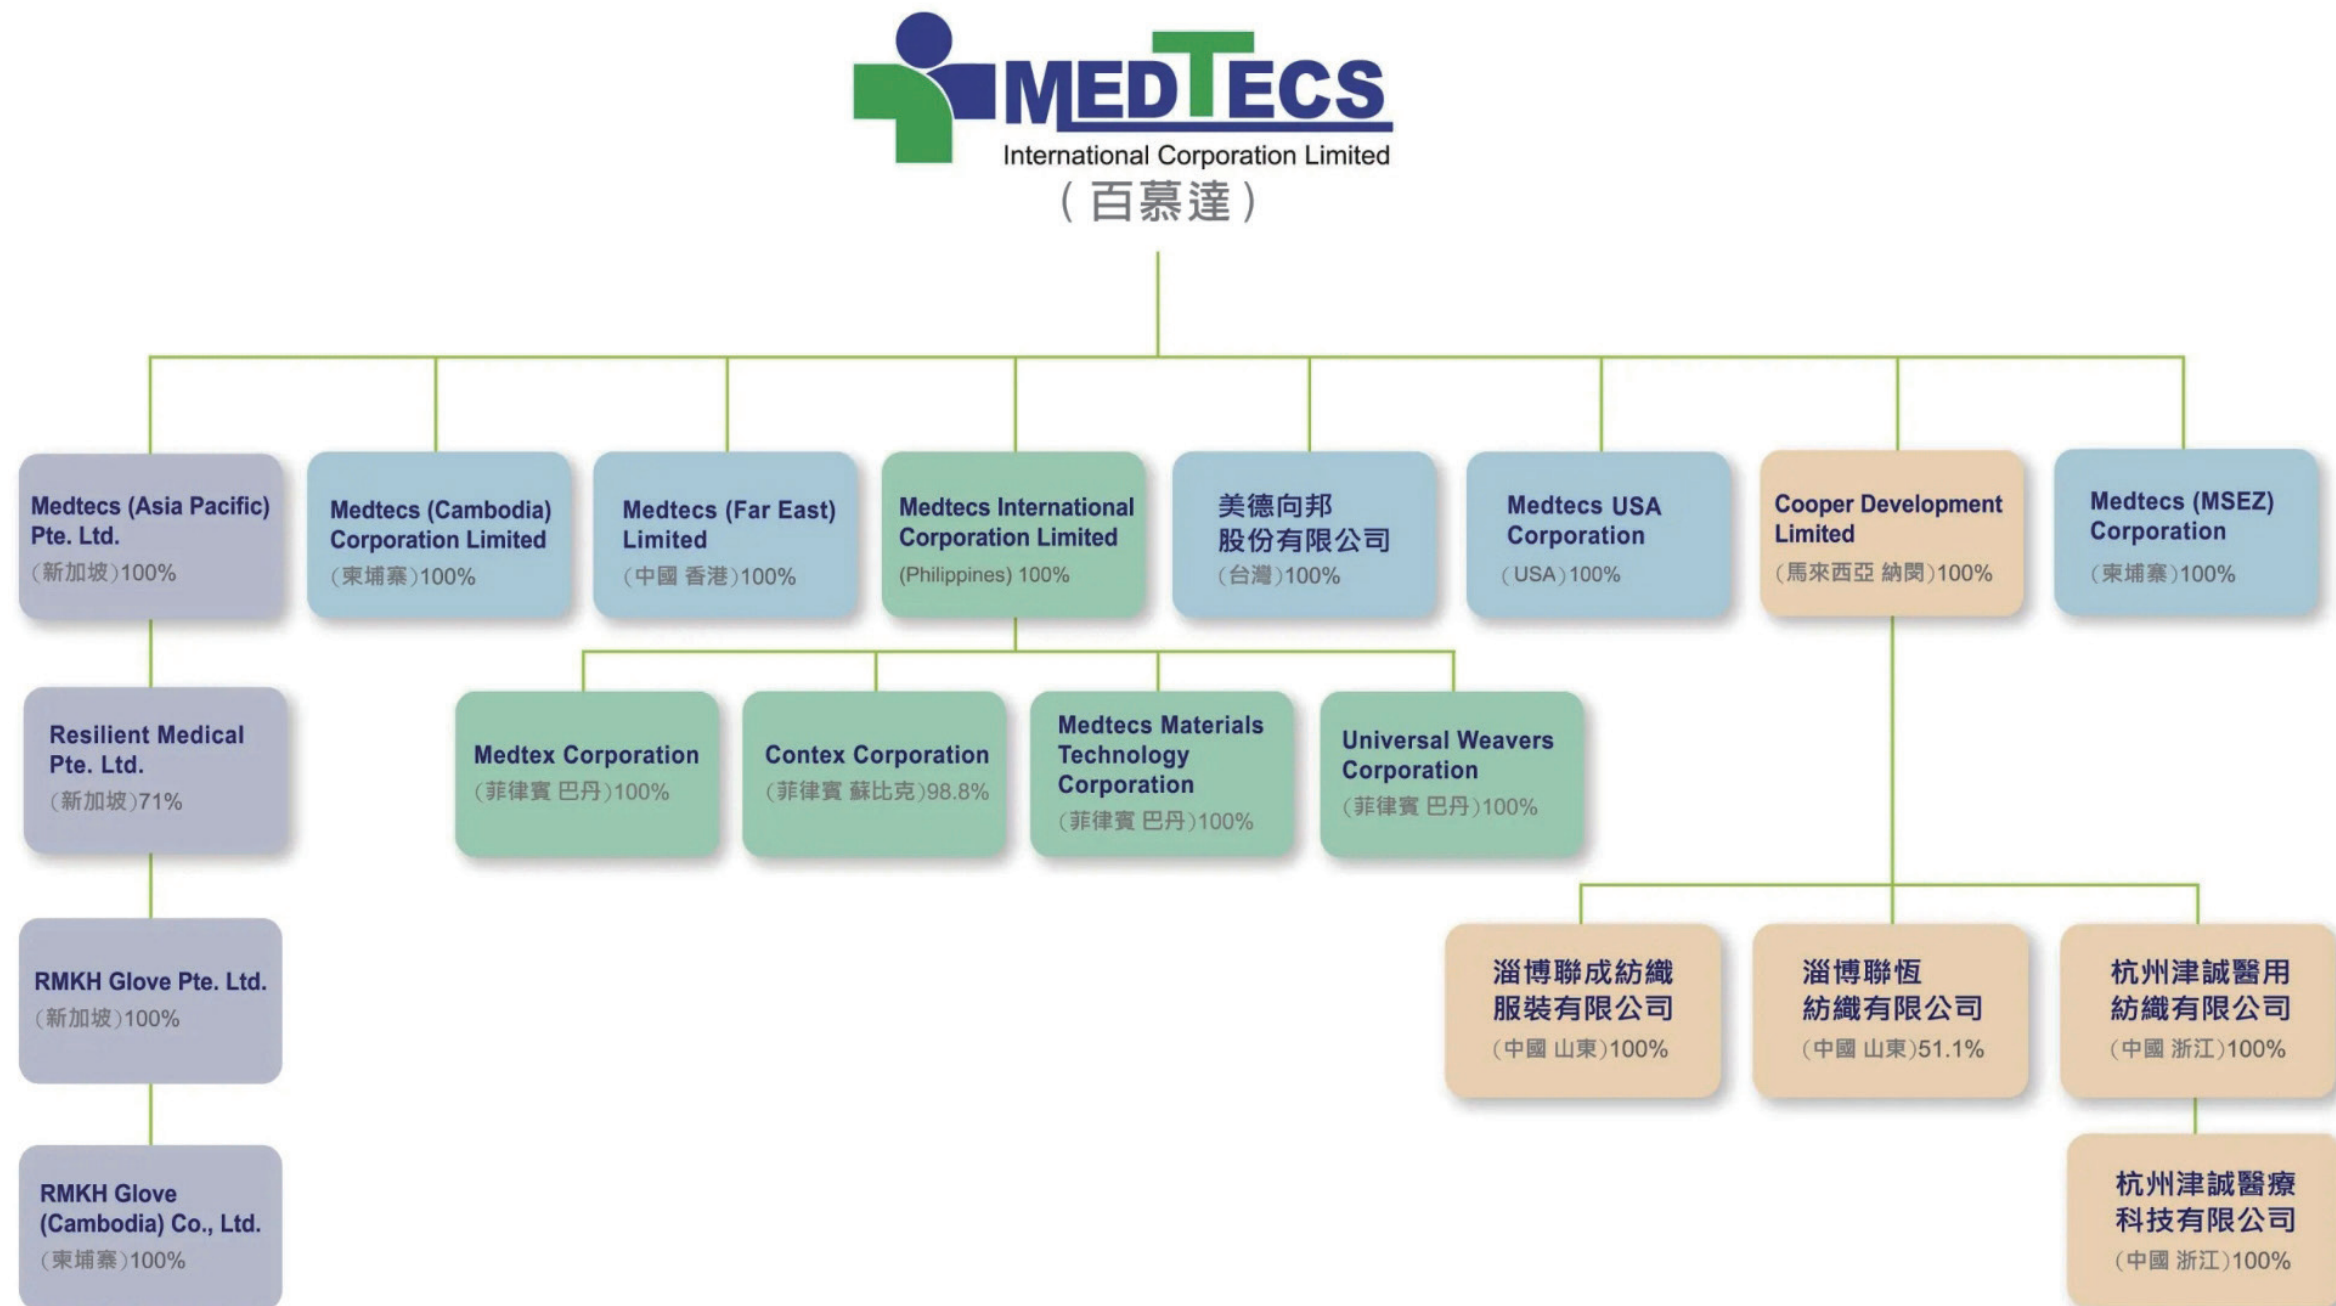 MEDTECS
International Corporation Limited
（百慕達）
Medtecs (Asia Pacific)
Pte. Ltd.
（新加坡）100%
Medtecs (Cambodia)
Corporation Limited
（柬埔寨）100%
Medtecs (Far East)
Limited
（中國 香港）100%
Medtecs International
Corporation Limited
(Philippines) 100%
美德向邦
股份有限公司
（台灣）100%
Medtecs USA
Corporation
（USA）100%
Cooper Development
Limited
（馬來西亞 納閔）100%
Medtecs (MSEZ)
Corporation
（柬埔寨）100%
Resilient Medical
Pte. Ltd.
（新加坡）71%
Medtex Corporation
（菲律賓 巴丹）100%
Contex Corporation
（菲律賓 蘇比克）98.8%
Medtecs Materials
Technology
Corporation
（菲律賓 巴丹）100%
Universal Weavers
Corporation
（菲律賓 巴丹）100%
RMKH Glove Pte. Ltd.
（新加坡）100%
淄博聯成紡織
服裝有限公司
（中國 山東）100%
淄博聯恆
紡織有限公司
（中國 山東）51.1%
杭州津誠醫用
紡織有限公司
（中國 浙江）100%
RMKH Glove
(Cambodia) Co., Ltd.
（柬埔寨）100%
杭州津誠醫療
科技有限公司
（中國 浙江）100%